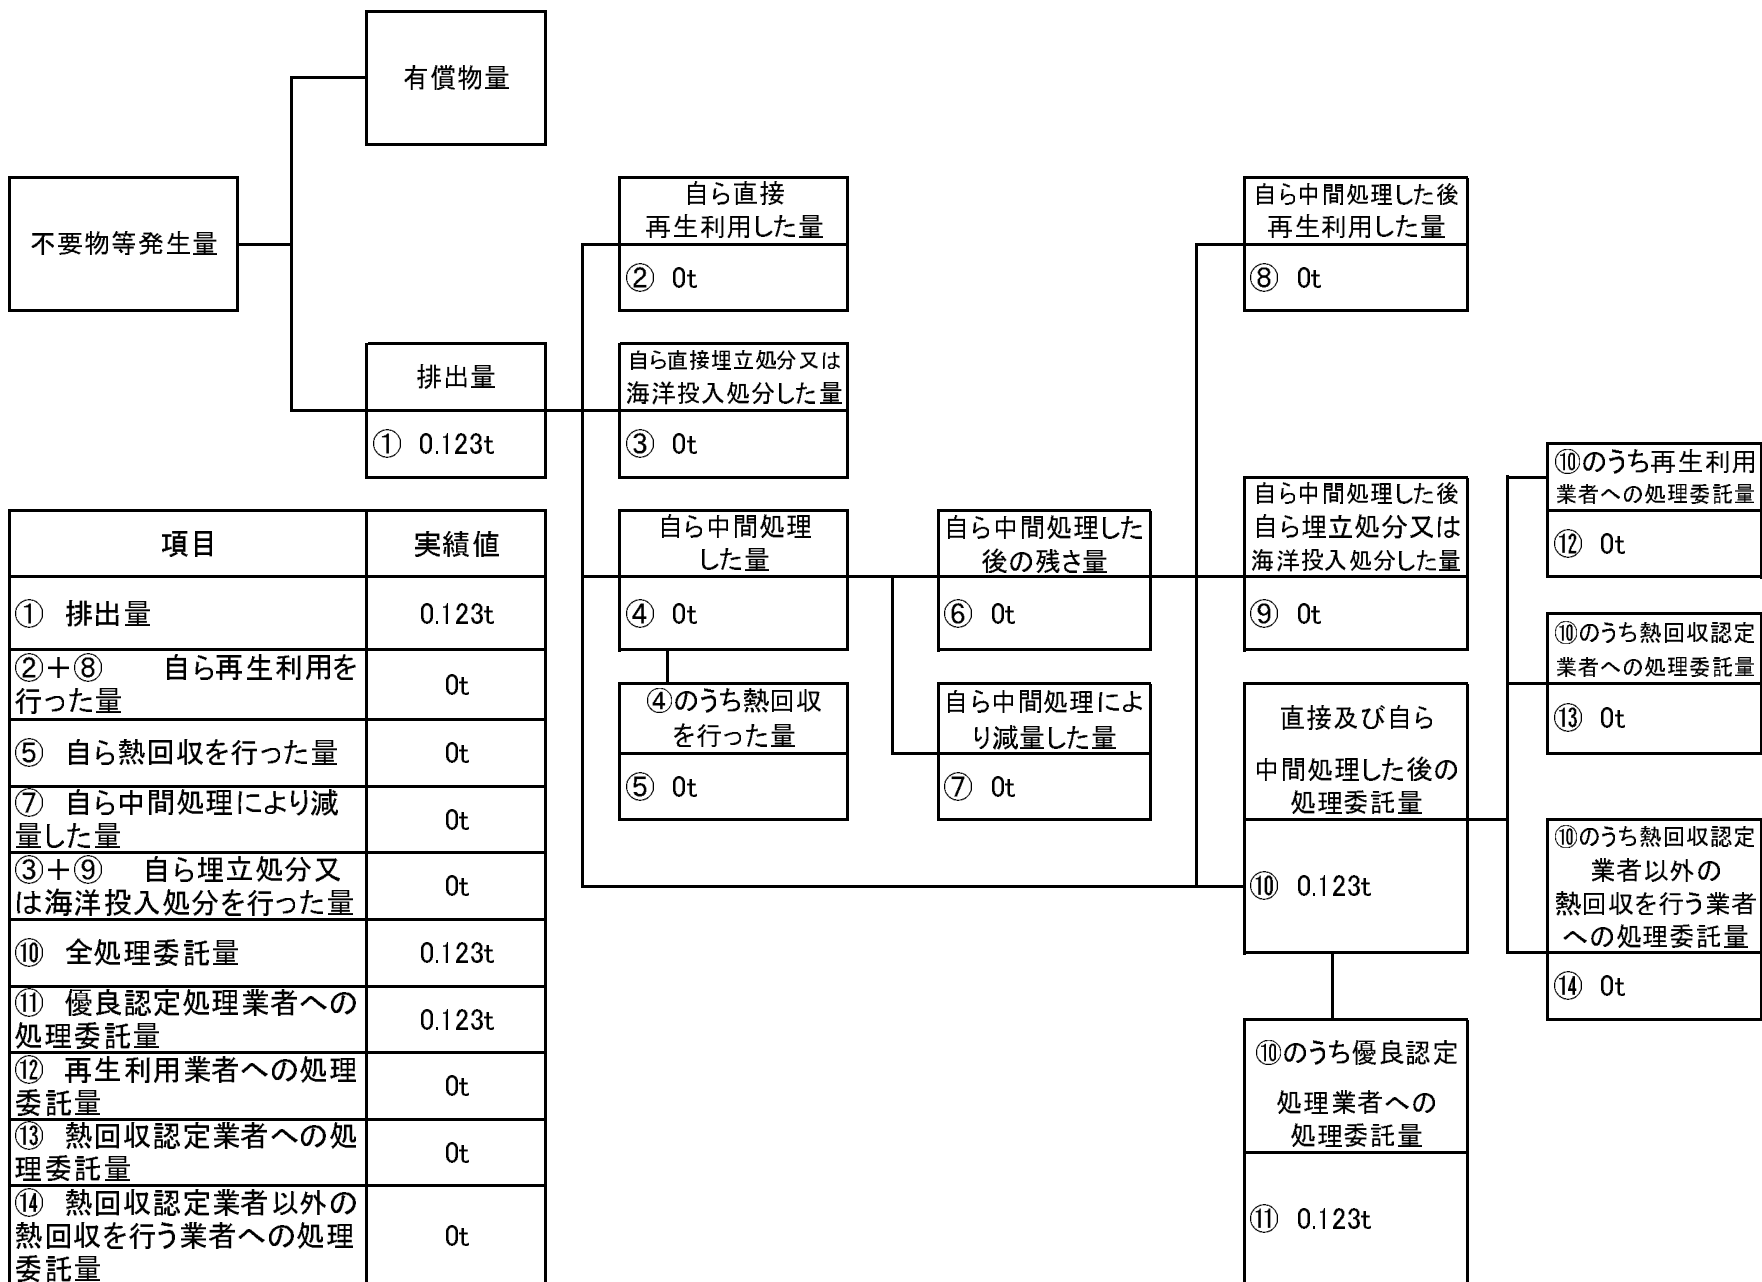 有償物量
不要物等発生量
排出量
① 0.123t
自ら直接
再生利用した量
② 0t
自ら直接埋立処分又は
海洋投入処分した量
③ 0t
自ら中間処理
した量
④ 0t
④のうち熱回収
を行った量
⑤ 0t
自ら中間処理した
後の残さ量
⑥ 0t
自ら中間処理によ
り減量した量
⑦ 0t
自ら中間処理した後
再生利用した量
⑧ 0t
自ら中間処理した後
自ら埋立処分又は
海洋投入処分した量
⑨ 0t
直接及び自ら
中間処理した後の
処理委託量
⑩ 0.123t
⑩のうち優良認定
処理業者への
処理委託量
⑪ 0.123t
⑩のうち再生利用
業者への処理委託量
⑫ 0t
⑩のうち熱回収認定
業者への処理委託量
⑬ 0t
⑩のうち熱回収認定
業者以外の
熱回収を行う業者
への処理委託量
⑭ 0t
項目 実績値
① 排出量 0.123t
②+⑧ 自ら再生利用を
行った量 0t
⑤ 自ら熱回収を行った量 0t
⑦ 自ら中間処理により減
量した量 0t
③+⑨ 自ら埋立処分又
は海洋投入処分を行った量 0t
⑩ 全処理委託量 0.123t
⑪ 優良認定処理業者への
処理委託量 0.123t
⑫ 再生利用業者への処理
委託量 0t
⑬ 熱回収認定業者への処
理委託量 0t
⑭ 熱回収認定業者以外の
熱回収を行う業者への処理
委託量 0t